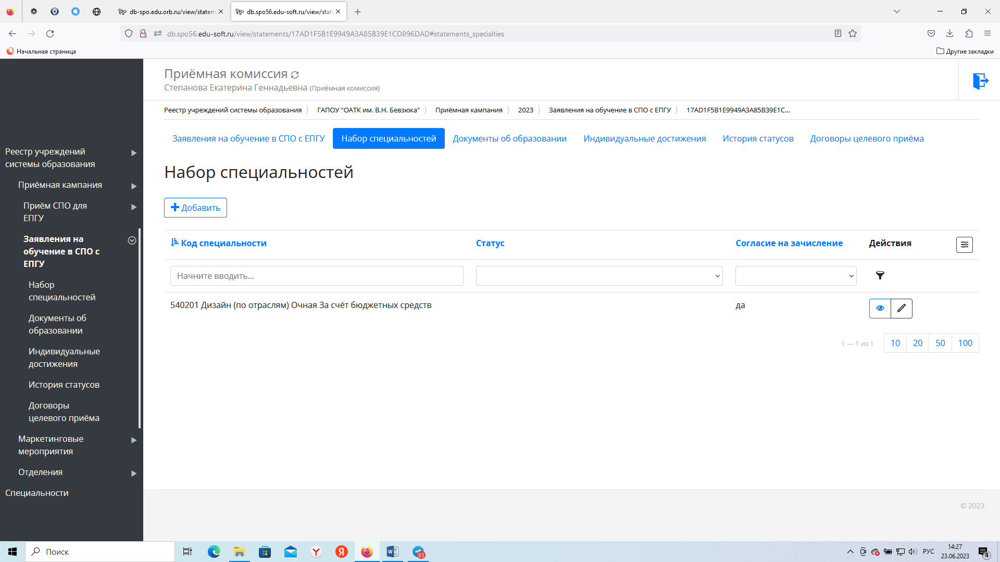 db-spo.edu.orb.ru/view/statem
db.spo56.edu-soft.ru/view/state
db.spo56.edu-soft.ru/view/statements/17AD1F5B1E9949A3A85B39E1CD896DAD#statements_specialties
Начальная страница
Другие закладки
Приёмная комиссия
Степанова Екатерина Геннадьевна (Приёмная комиссия)
Реестр учреждений системы образования
ГАПОУ "ОАТК им. В.Н. Бевзюка"
Приёмная кампания
2023
Заявления на обучение в СПО с ЕПГУ
17AD1F5B1E9949A3A85B39E1C...
Заявления на обучение в СПО с ЕПГУ
Набор специальностей
Документы об образовании
Индивидуальные достижения
История статусов
Договоры целевого приёма
Реестр учреждений
системы образования
Приёмная кампания
Приём СПО для
ЕПГУ
Заявления на
обучение в СПО с
ЕПГУ
Набор
специальностей
Документы об
образовании
Индивидуальные
достижения
История статусов
Договоры
целевого приёма
Маркетинговые
мероприятия
Отделения
Специальности
Набор специальностей
Добавить
Код специальности
Статус
Согласие на зачисление
Действия
Начните вводить...
540201 Дизайн (по отраслям) Очная За счёт бюджетных средств
да
1 — 1 из 1
10
20
50
100
© 2023
Поиск
65
РУС
14:27
23.06.2023
4